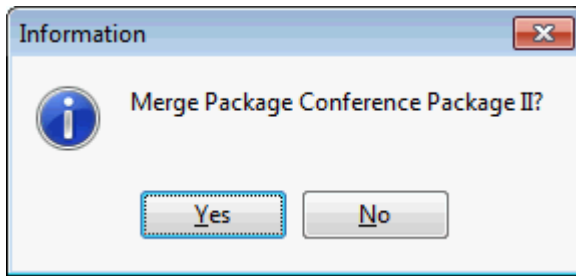 Information
Merge Package Conference Package II?
Yes
No